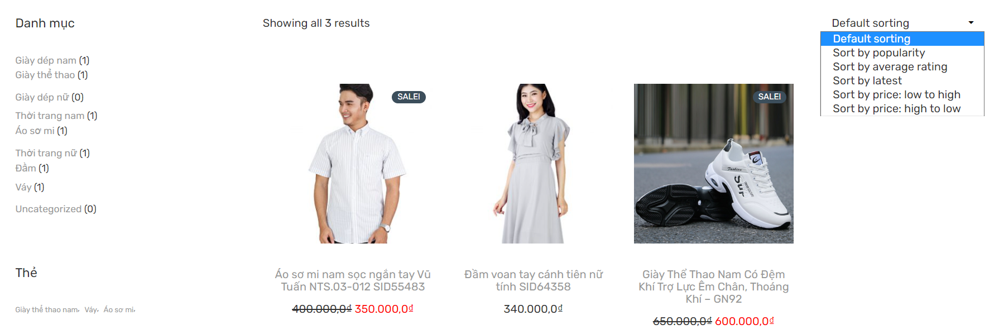 Danh mục
Giày dép nam (1)
Giày thể thao (1)
Giày dép nữ (0)
Thời trang nam (1)
Áo sơ mi (1)
Thời trang nữ (1)
Đầm (1)
Váy (1)
Uncategorized (0)
Thẻ
Giày thể thao nam, Váy, Áo sơ mi,
Showing all 3 results
Default sorting
Default sorting
Sort by popularity
Sort by average rating
Sort by latest
Sort by price: low to high
Sort by price: high to low
SALE!
Áo sơ mi nam sọc ngắn tay Vũ
Tuấn NTS.03-012 SID55483
400.000,0₫ 350.000,0₫
Đầm voan tay cánh tiên nữ
tính SID64358
340.000,0₫
SALE!
Fashion
Sur
Giày Thể Thao Nam Có Đệm
Khí Trợ Lực Êm Chân, Thoáng
Khí – GN92
650.000,0₫ 600.000,0₫